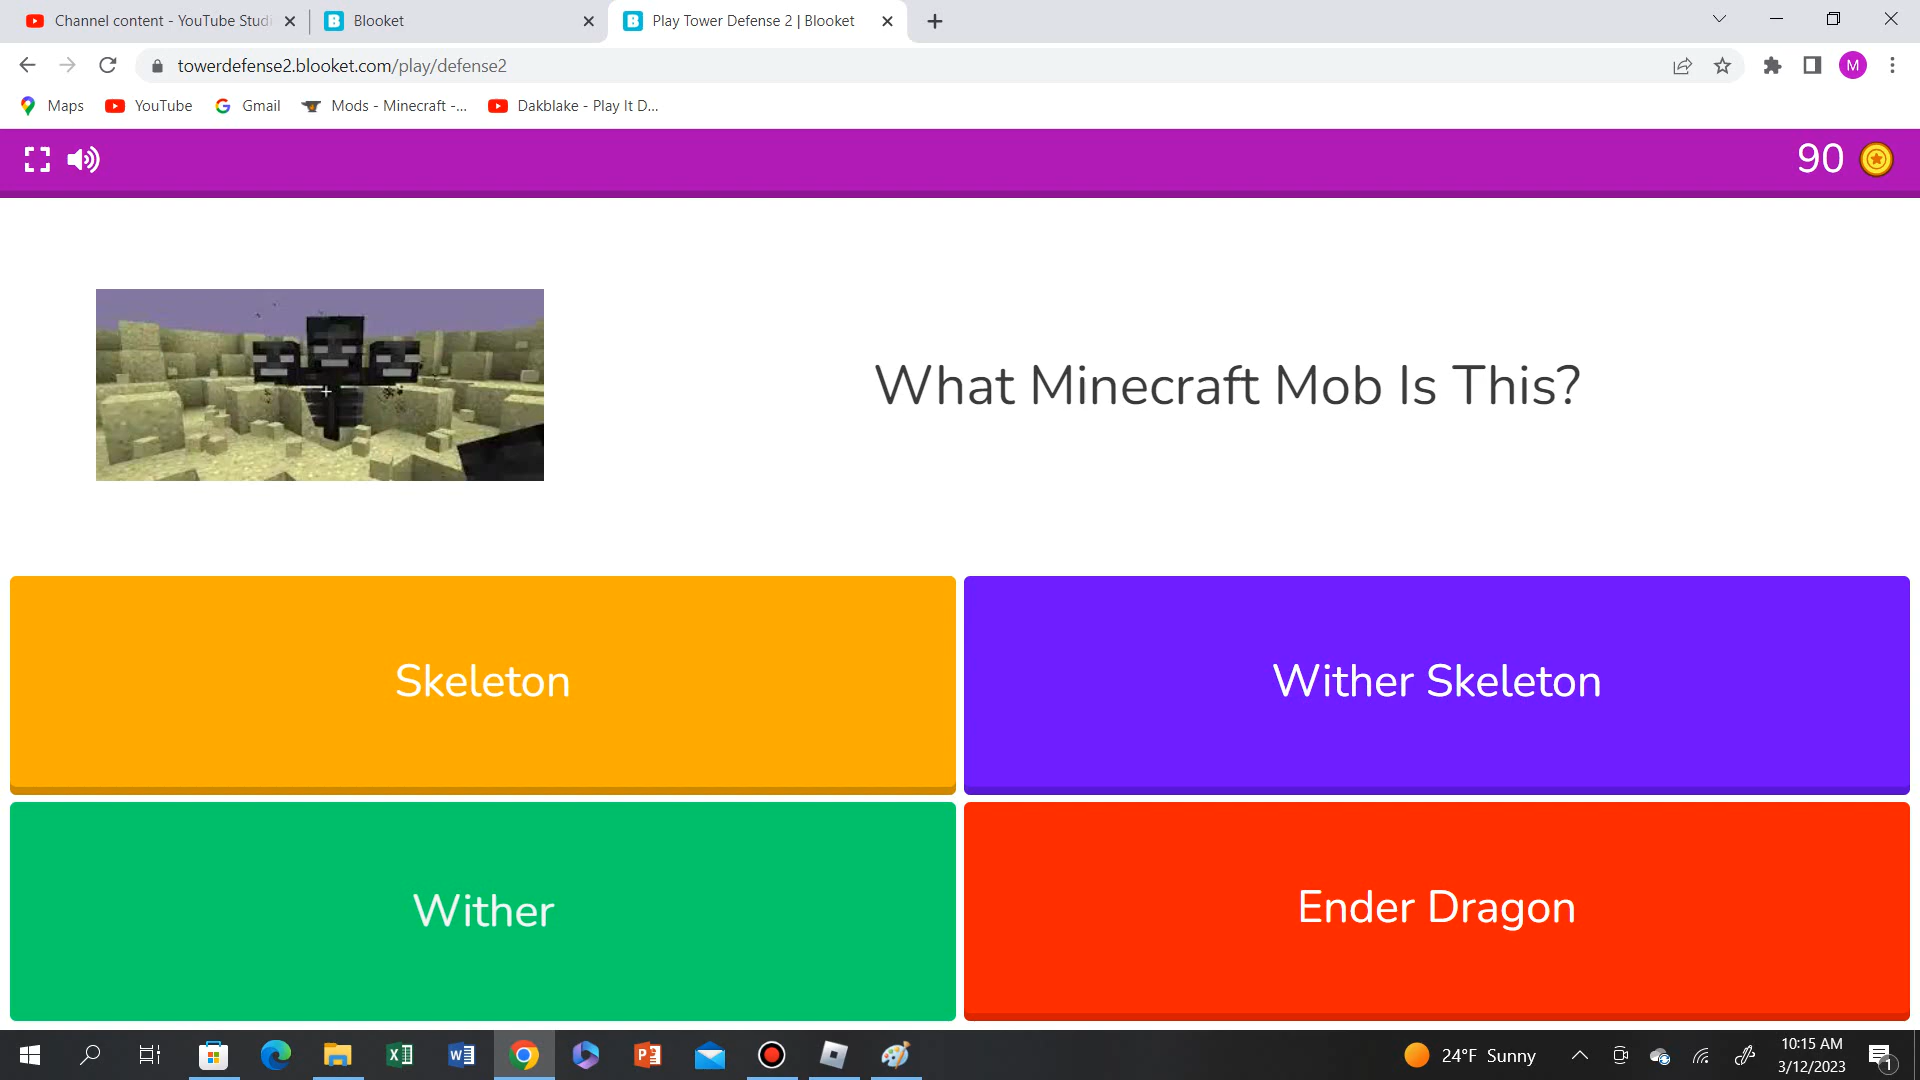 Channel content - YouTube Studi
Blooket
Play Tower Defense 2 | Blooket
towerdefense2.blooket.com/play/defense2
M
Maps
YouTube
Gmail
Mods - Minecraft -...
Dakblake - Play It D...
90
What Minecraft Mob Is This?
Skeleton
Wither Skeleton
Wither
Ender Dragon
24°F Sunny
10:15 AM
3/12/2023
1